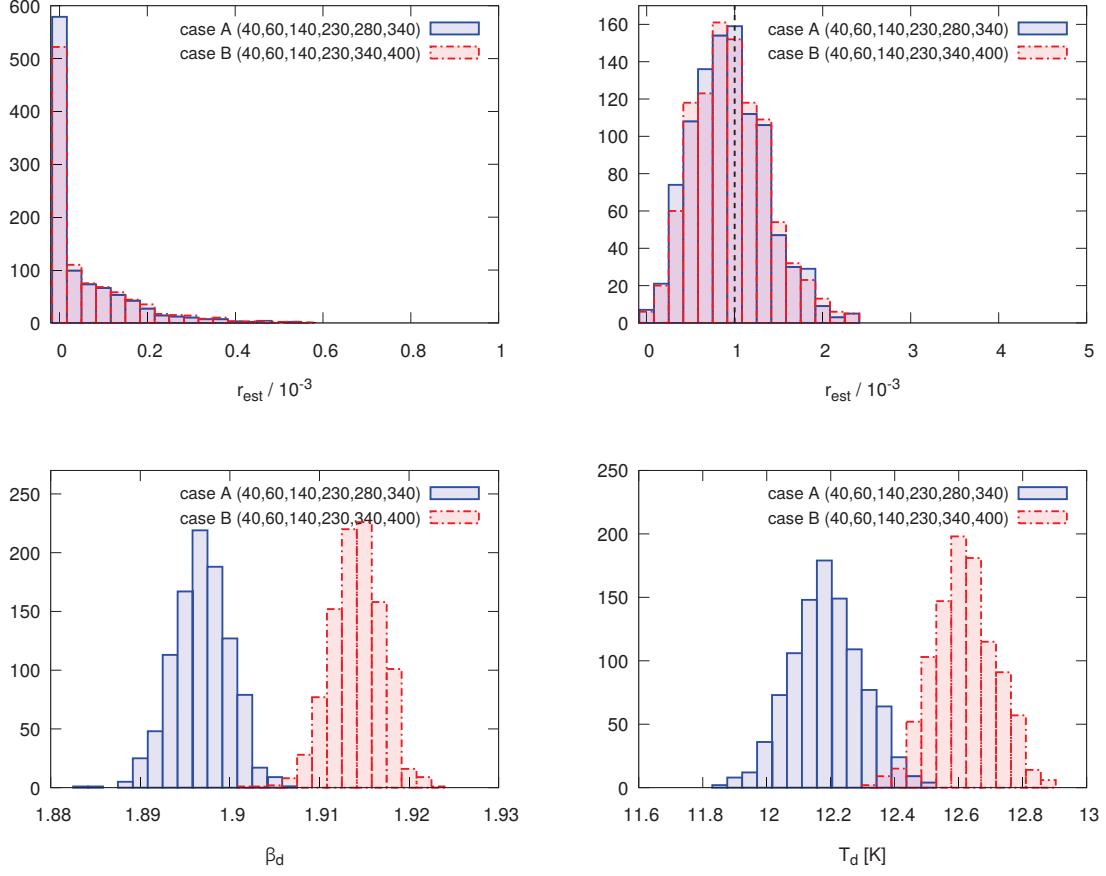 600
500
400
300
200
100
0
case A (40,60,140,230,280,340)
case B (40,60,140,230,340,400)
0 0.2 0.4 0.6 0.8 1
r_est / 10^-3
160
140
120
100
80
60
40
20
0
case A (40,60,140,230,280,340)
case B (40,60,140,230,340,400)
0 1 2 3 4 5
r_est / 10^-3
250
200
150
100
50
0
case A (40,60,140,230,280,340)
case B (40,60,140,230,340,400)
1.88 1.89 1.9 1.91 1.92 1.93
β_d
250
200
150
100
50
0
case A (40,60,140,230,280,340)
case B (40,60,140,230,340,400)
11.6 11.8 12 12.2 12.4 12.6 12.8 13
T_d [K]